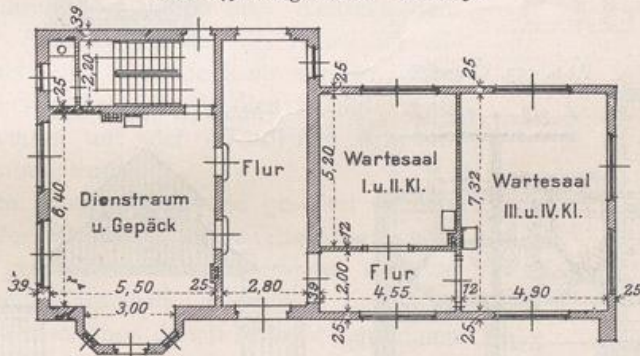 39
25
2,20
25
25
Flur
Wartesaal
I. u. II. Kl.
5,20
Wartesaal
III. u. IV. Kl.
7,32
6,40
Dienstraum
u. Gepäck
12
Flur
2,00
39
5,50
25
2,80
39
4,55
12
4,90
25
3,00
25
25